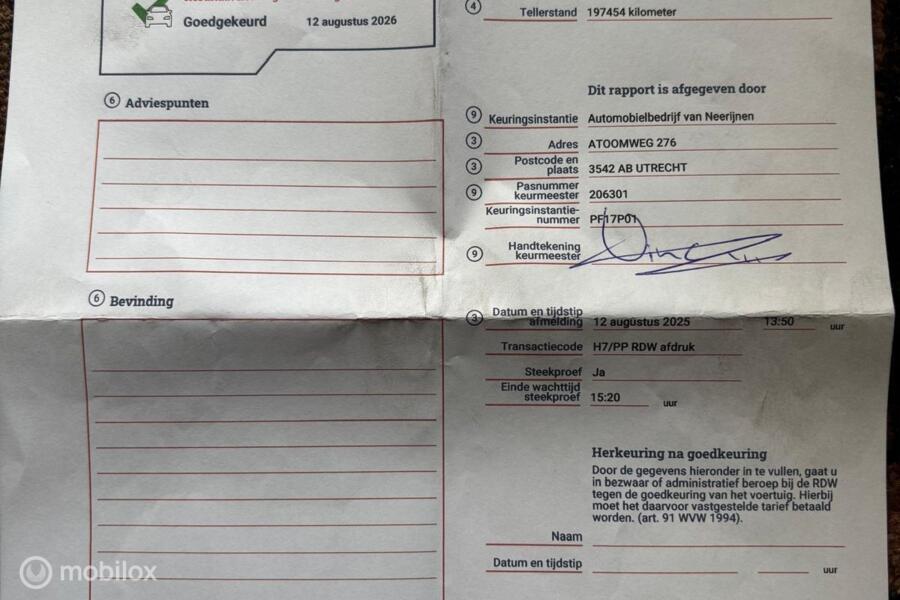 Goedgekeurd 12 augustus 2026
6 Adviespunten
6 Bevinding
4 Tellerstand 197454 kilometer
Dit rapport is afgegeven door
9 Keuringsinstantie Automobielbedrijf van Neerijnen
3 Adres ATOOMWEG 276
3 Postcode en
plaats 3542 AB UTRECHT
9 Pasnummer
keurmeester 206301
Keuringsinstantie-
nummer PF17P01
9 Handtekening
keurmeester
3 Datum en tijdstip
afmelding 12 augustus 2025 13:50 uur
Transactiecode H7/PP RDW afdruk
Steekproef Ja
Einde wachttijd
steekproef 15:20 uur
Herkeuring na goedkeuring
Door de gegevens hieronder in te vullen, gaat u
in bezwaar of administratief beroep bij de RDW
tegen de goedkeuring van het voertuig. Hierbij
moet het daarvoor vastgestelde tarief betaald
worden. (art. 91 WVW 1994).
Naam
Datum en tijdstip uur
mobilox